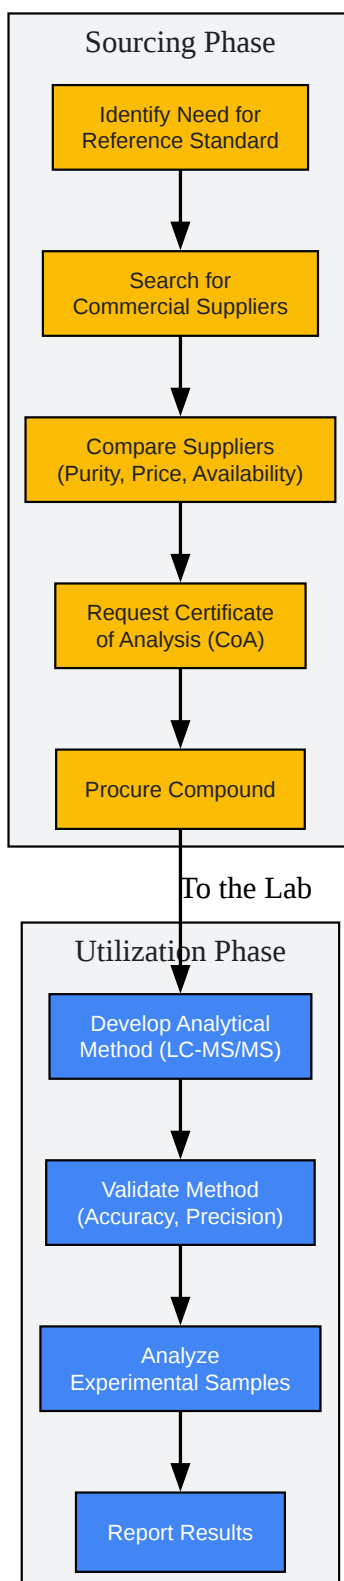 Sourcing Phase
Identify Need for
Reference Standard
Search for
Commercial Suppliers
Compare Suppliers
(Purity, Price, Availability)
Request Certificate
of Analysis (CoA)
Procure Compound
To the Lab
Utilization Phase
Develop Analytical
Method (LC-MS/MS)
Validate Method
(Accuracy, Precision)
Analyze
Experimental Samples
Report Results